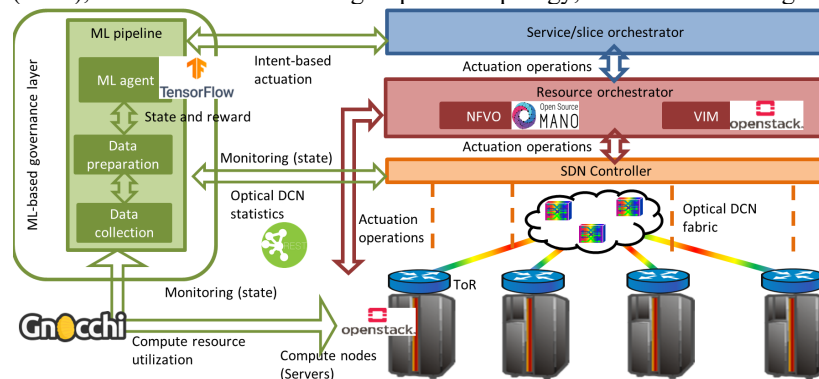 ML pipeline
ML-based governance layer
ML agent
TensorFlow
State and reward
Data
preparation
Data
collection
Intent-based
actuation
Service/slice orchestrator
Actuation operations
Resource orchestrator
NFVO
Open Source
MANO
VIM
openstack.
Actuation operations
Monitoring (state)
SDN Controller
Optical DCN
statistics
REST
Actuation
operations
Optical DCN
fabric
ToR
Monitoring (state)
Gnocchi
openstack.
Compute resource
utilization
Compute nodes
(Servers)